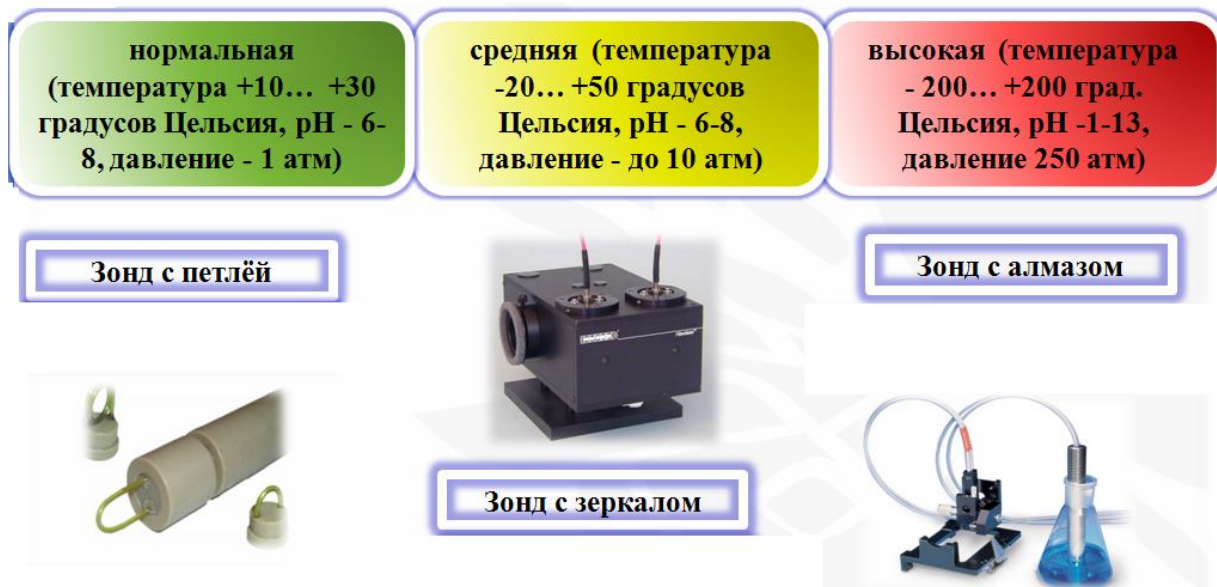 нормальная
(температура +10... +30
градусов Цельсия, pH - 6-
8, давление - 1 атм)
средняя (температура
-20... +50 градусов
Цельсия, pH - 6-8,
давление - до 10 атм)
высокая (температура
- 200... +200 град.
Цельсия, pH -1-13,
давление 250 атм)
Зонд с петлёй
Зонд с алмазом
Зонд с зеркалом